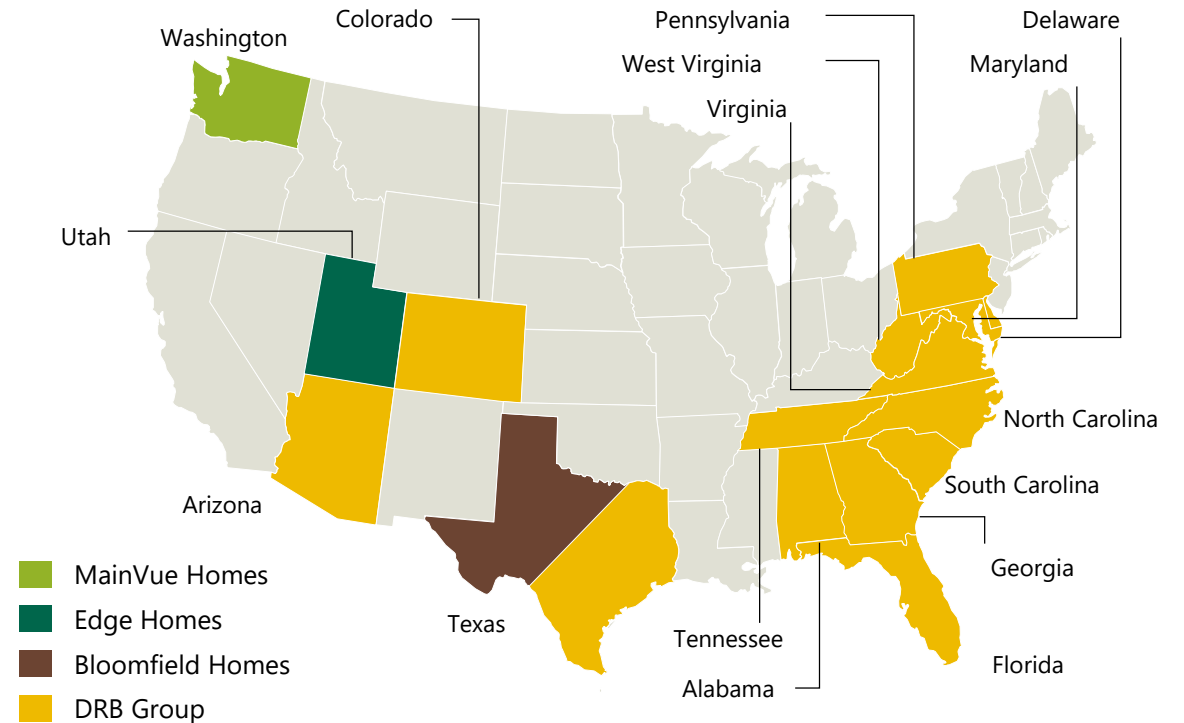 Colorado
Pennsylvania
Delaware
Washington
West Virginia
Maryland
Virginia
Utah
North Carolina
South Carolina
Arizona
Georgia
Texas
Tennessee
Florida
Alabama
MainVue Homes
Edge Homes
Bloomfield Homes
DRB Group